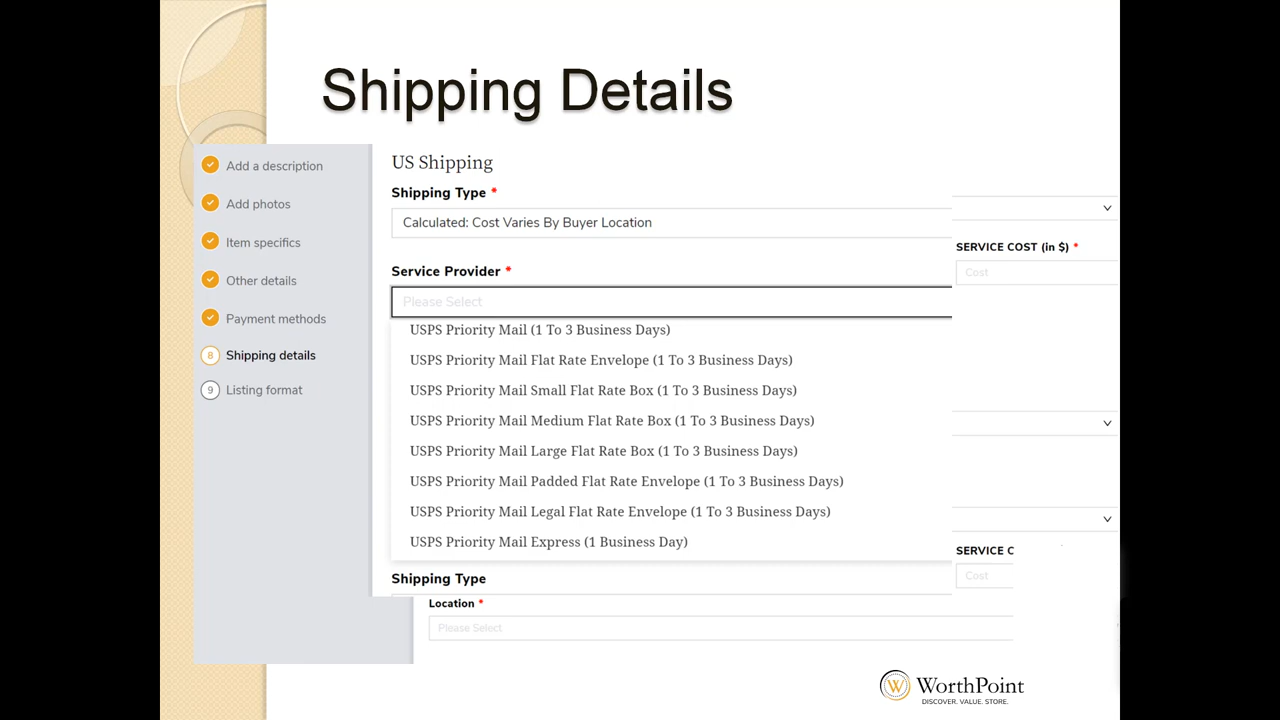 Shipping Details
Add a description
Add photos
Item specifics
Other details
Payment methods
8 Shipping details
9 Listing format
US Shipping
Shipping Type *
Calculated: Cost Varies By Buyer Location
Service Provider *
Please Select
USPS Priority Mail (1 To 3 Business Days)
USPS Priority Mail Flat Rate Envelope (1 To 3 Business Days)
USPS Priority Mail Small Flat Rate Box (1 To 3 Business Days)
USPS Priority Mail Medium Flat Rate Box (1 To 3 Business Days)
USPS Priority Mail Large Flat Rate Box (1 To 3 Business Days)
USPS Priority Mail Padded Flat Rate Envelope (1 To 3 Business Days)
USPS Priority Mail Legal Flat Rate Envelope (1 To 3 Business Days)
USPS Priority Mail Express (1 Business Day)
Shipping Type
Location *
Please Select
SERVICE COST (in $) *
Cost
SERVICE C
Cost
W WorthPoint
DISCOVER. VALUE. STORE.